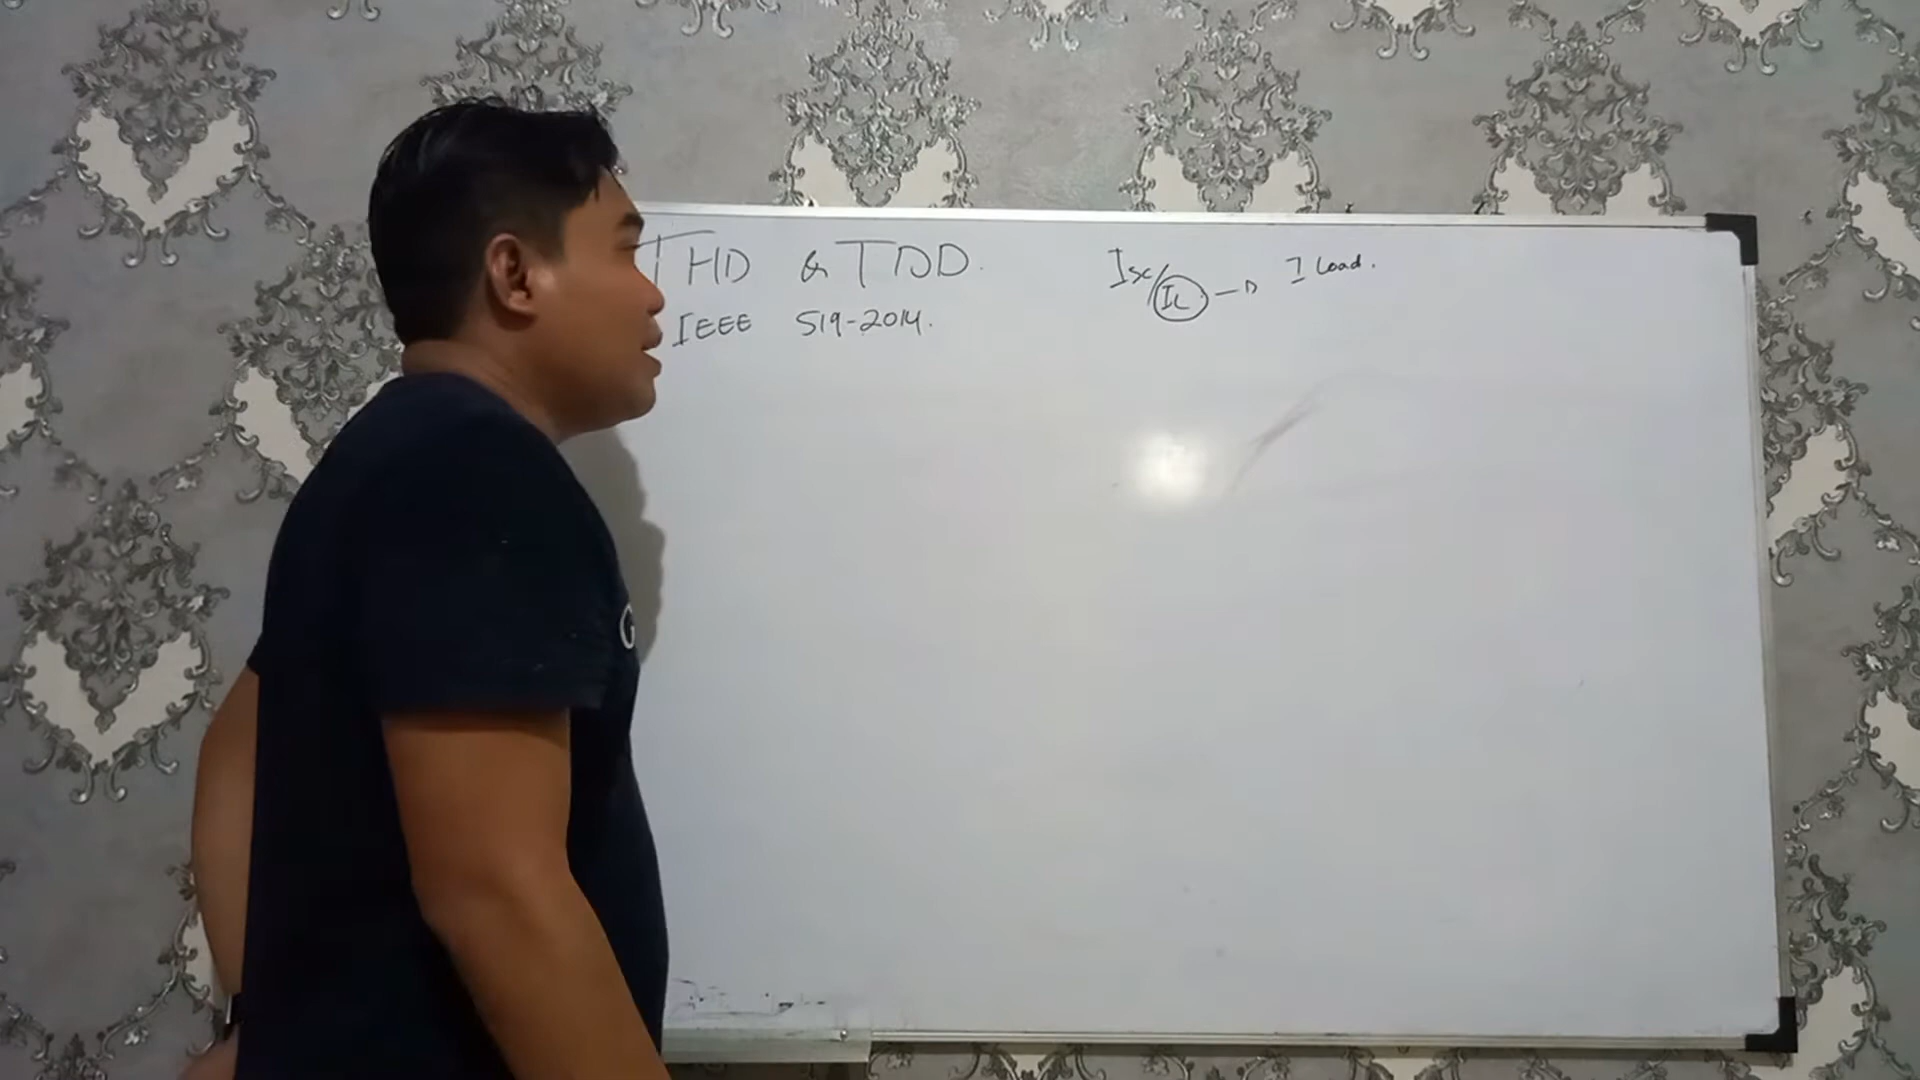 THD & TDD.
IEEE 519-2014.
Isc/IL → I load.